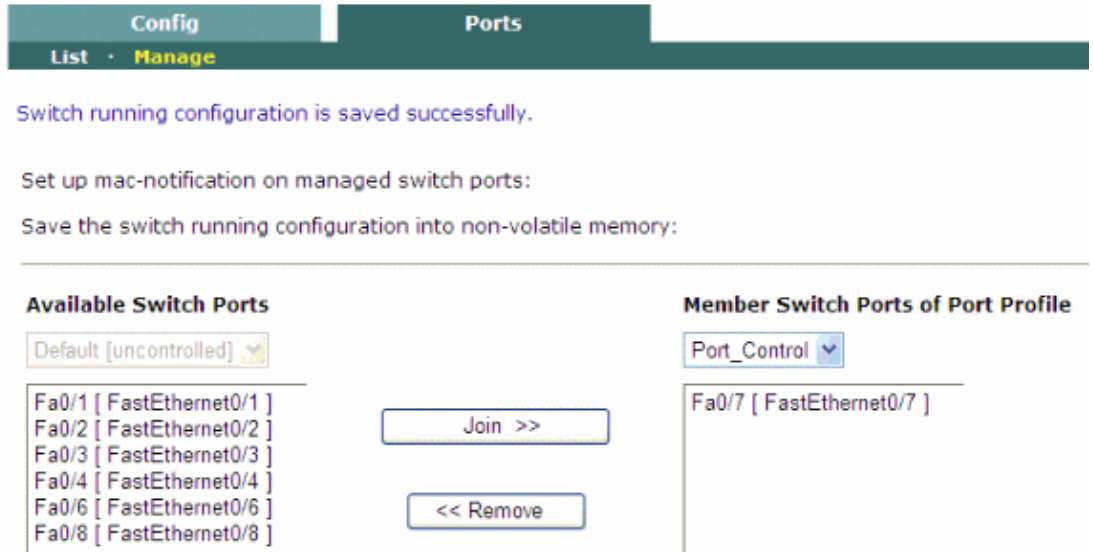 Config
Ports
List · Manage
Switch running configuration is saved successfully.
Set up mac-notification on managed switch ports:
Save the switch running configuration into non-volatile memory:
Available Switch Ports
Default [uncontrolled]
Fa0/1 [ FastEthernet0/1 ]
Fa0/2 [ FastEthernet0/2 ]
Fa0/3 [ FastEthernet0/3 ]
Fa0/4 [ FastEthernet0/4 ]
Fa0/6 [ FastEthernet0/6 ]
Fa0/8 [ FastEthernet0/8 ]
Join >>
<< Remove
Member Switch Ports of Port Profile
Port_Control
Fa0/7 [ FastEthernet0/7 ]